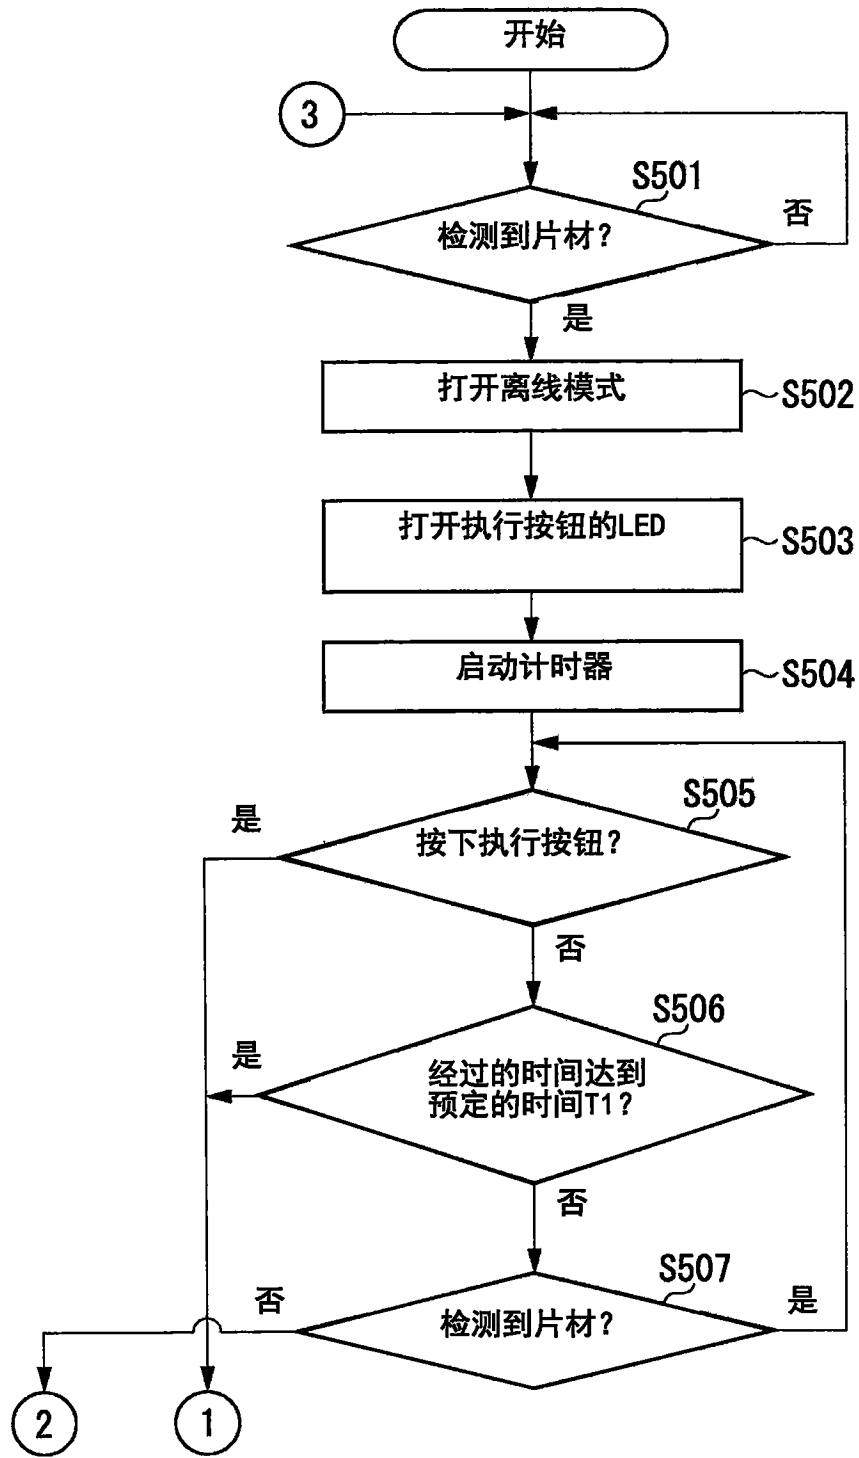 开始
3
S501
检测到片材?
否
是
打开离线模式
S502
打开执行按钮的LED
S503
启动计时器
S504
S505
是
按下执行按钮?
否
S506
是
经过的时间达到
预定的时间T1?
否
S507
否
检测到片材?
是
2
1